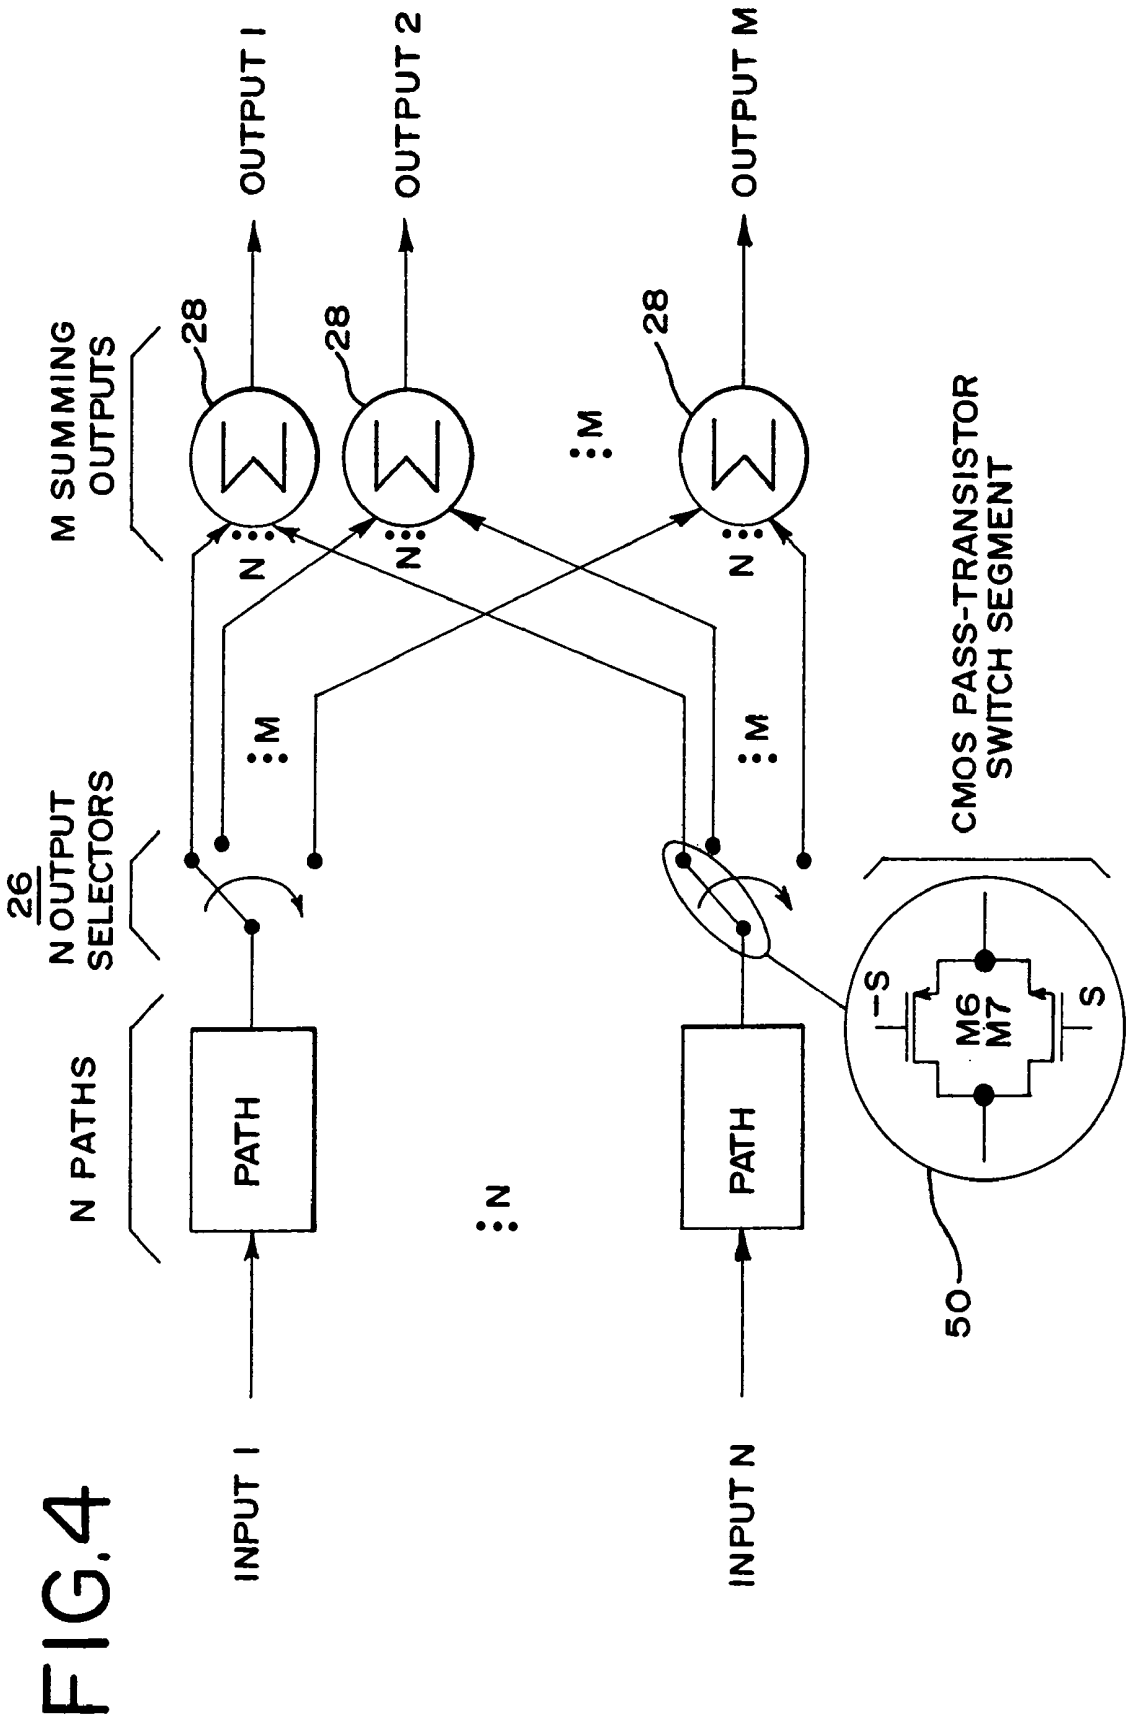 FIG.4
26
N PATHS
N OUTPUT
SELECTORS
M SUMMING
OUTPUTS
28
INPUT 1
PATH
M
N
OUTPUT 1
28
N
OUTPUT 2
N
M
28
INPUT N
PATH
M
N
OUTPUT M
50
-S
M6
M7
S
CMOS PASS-TRANSISTOR
SWITCH SEGMENT